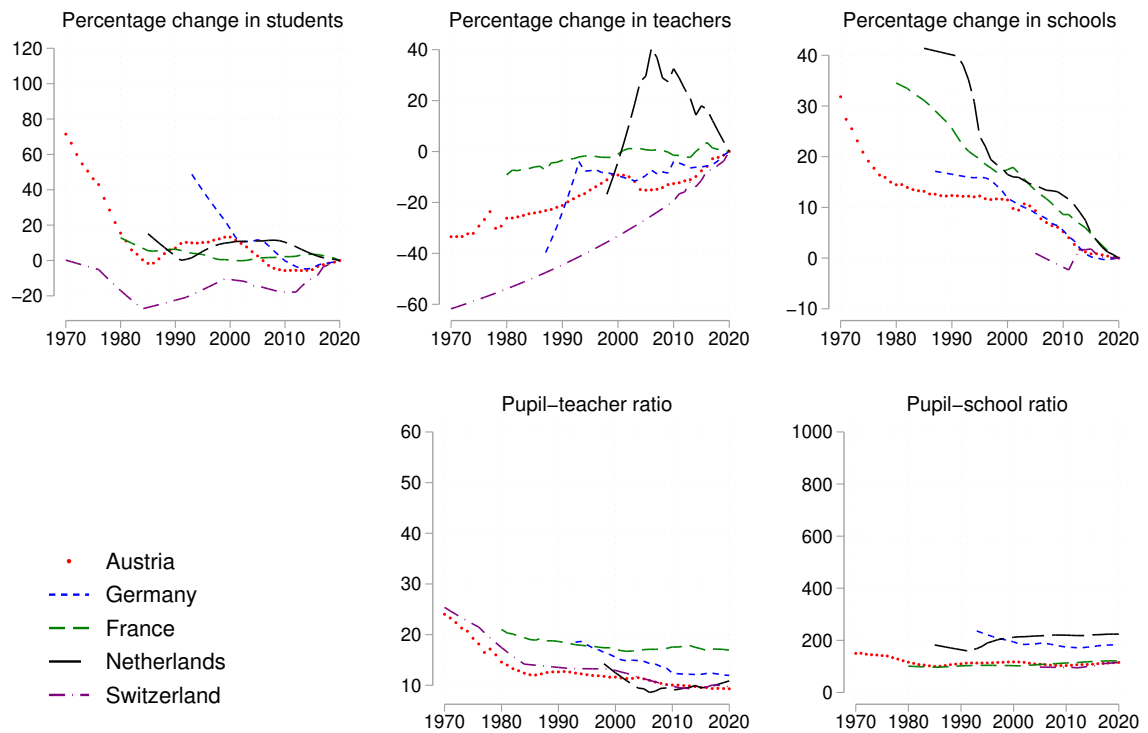 Percentage change in students
120
100
80
60
40
20
0
−20
1970 1980 1990 2000 2010 2020
Percentage change in teachers
40
20
0
−20
−40
−60
1970 1980 1990 2000 2010 2020
Percentage change in schools
40
30
20
10
0
−10
1970 1980 1990 2000 2010 2020
Pupil−teacher ratio
60
50
40
30
20
10
1970 1980 1990 2000 2010 2020
Pupil−school ratio
1000
800
600
400
200
0
1970 1980 1990 2000 2010 2020
Austria
Germany
France
Netherlands
Switzerland